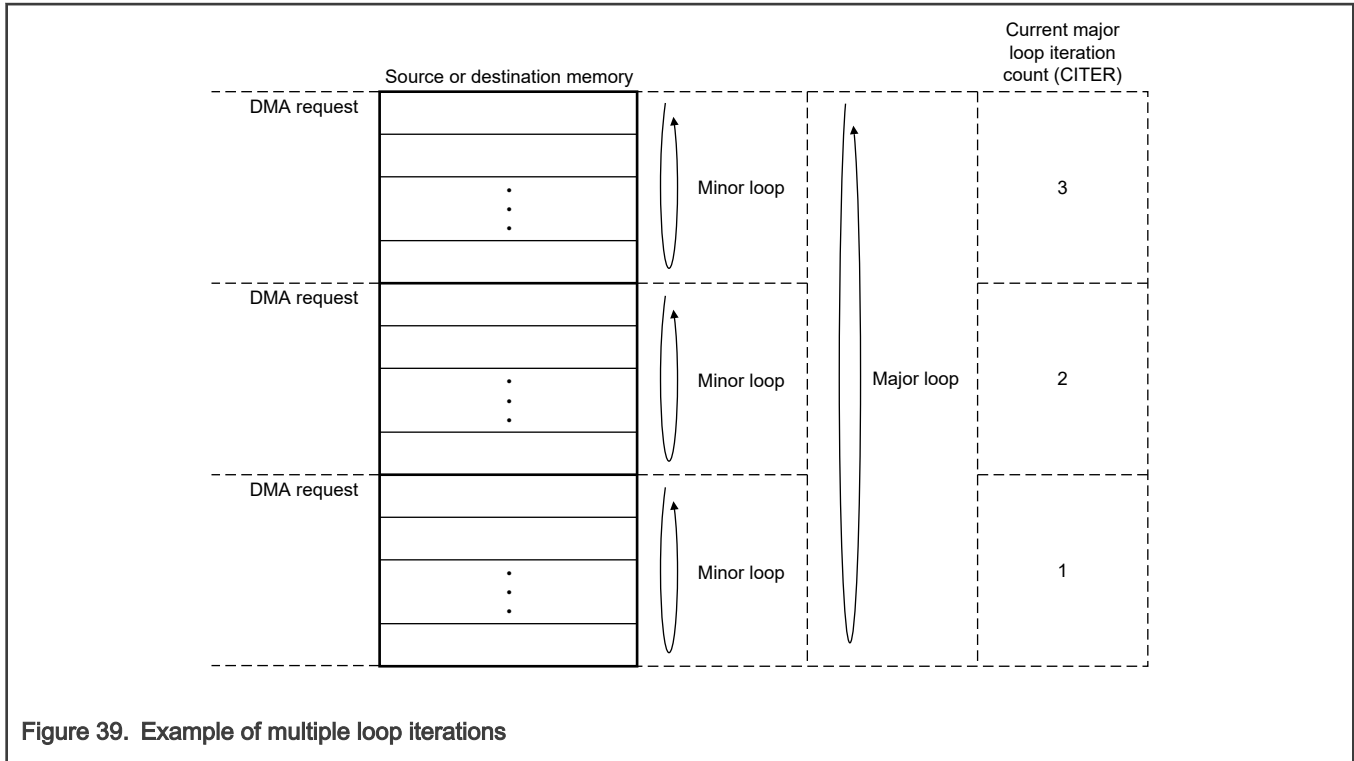 Current major
loop iteration
count (CITER)
Source or destination memory
DMA request
Minor loop
3
DMA request
Minor loop
Major loop
2
DMA request
Minor loop
1
Figure 39. Example of multiple loop iterations